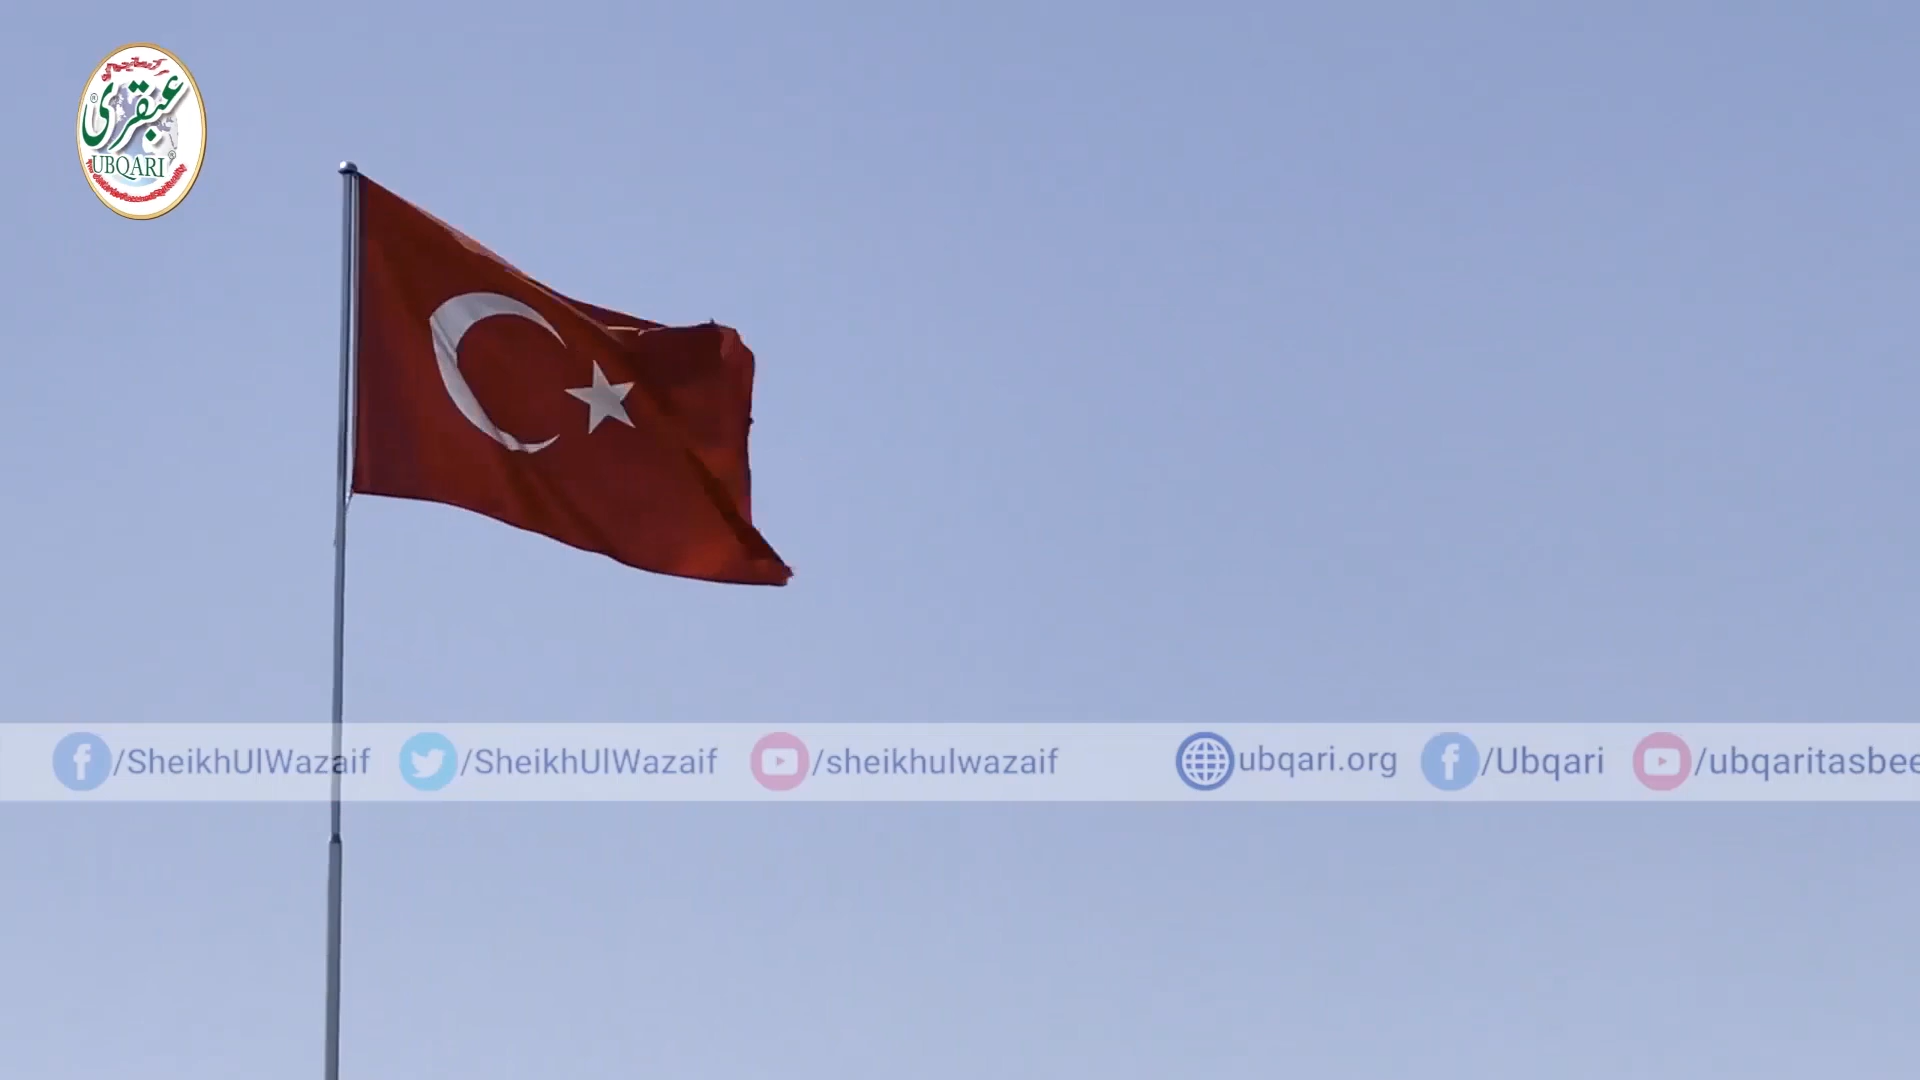 عبقری
UBQARI
/SheikhUlWazaif /SheikhUlWazaif /sheikhulwazaif ubqari.org /Ubqari /ubqaritasbee